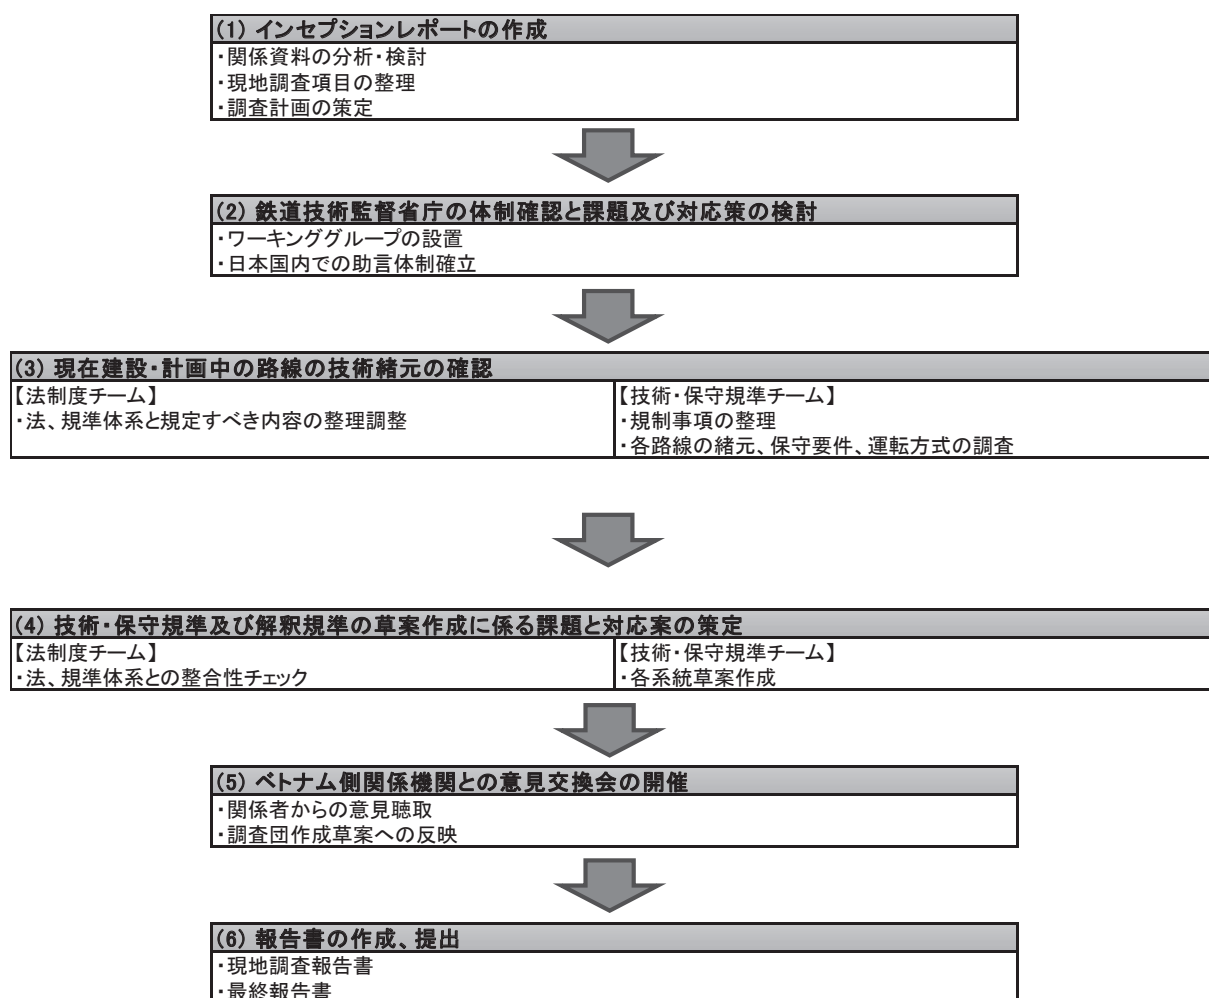 (1) インセプションレポートの作成
・関係資料の分析・検討
・現地調査項目の整理
・調査計画の策定
(2) 鉄道技術監督省庁の体制確認と課題及び対応策の検討
・ワーキンググループの設置
・日本国内での助言体制確立
(3) 現在建設・計画中の路線の技術緒元の確認
【法制度チーム】
・法、規準体系と規定すべき内容の整理調整
【技術・保守規準チーム】
・規制事項の整理
・各路線の緒元、保守要件、運転方式の調査
(4) 技術・保守規準及び解釈規準の草案作成に係る課題と対応案の策定
【法制度チーム】
・法、規準体系との整合性チェック
【技術・保守規準チーム】
・各系統草案作成
(5) ベトナム側関係機関との意見交換会の開催
・関係者からの意見聴取
・調査団作成草案への反映
(6) 報告書の作成、提出
・現地調査報告書
・最終報告書